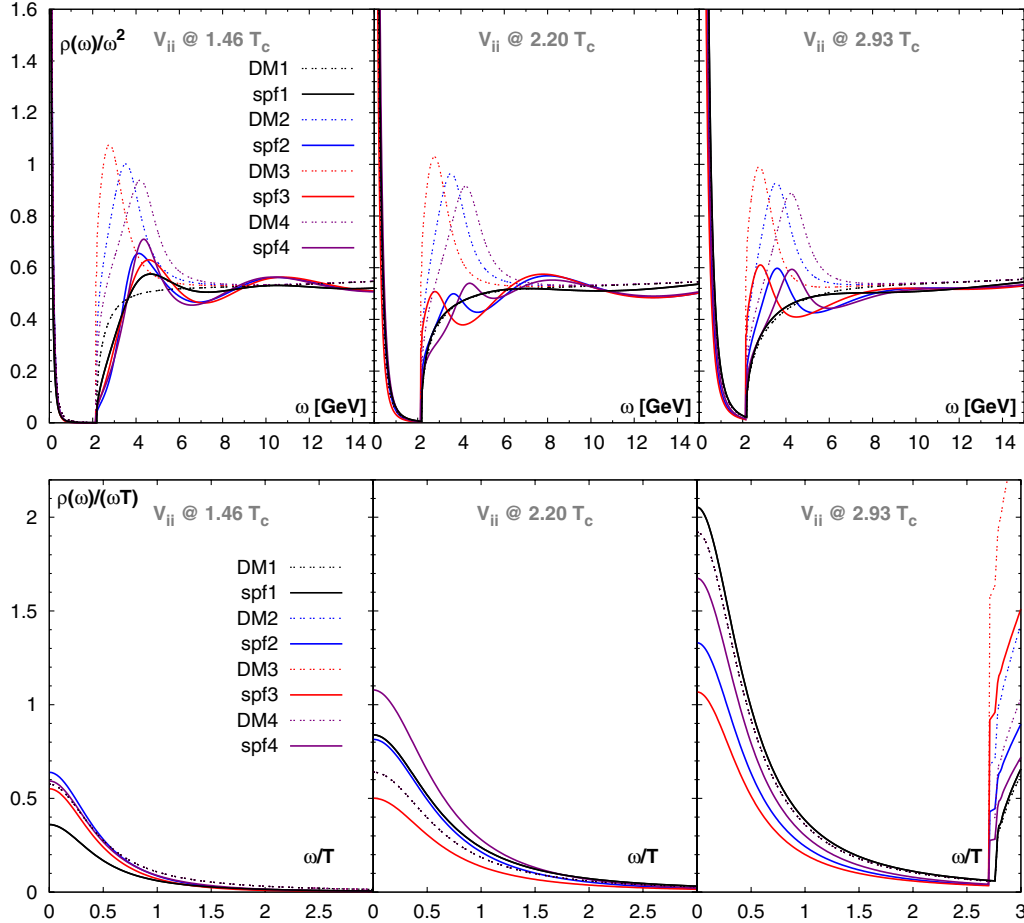 ρ(ω)/ω²
V_ii @ 1.46 T_c
V_ii @ 2.20 T_c
V_ii @ 2.93 T_c
DM1
spf1
DM2
spf2
DM3
spf3
DM4
spf4
1.6
1.4
1.2
1
0.8
0.6
0.4
0.2
0
ω [GeV]
ω [GeV]
ω [GeV]
0 2 4 6 8 10 12 14
0 2 4 6 8 10 12 14
0 2 4 6 8 10 12 14
ρ(ω)/(ωT)
V_ii @ 1.46 T_c
V_ii @ 2.20 T_c
V_ii @ 2.93 T_c
DM1
spf1
DM2
spf2
DM3
spf3
DM4
spf4
2
1.5
1
0.5
0
ω/T
ω/T
ω/T
0 0.5 1 1.5 2 2.5
0 0.5 1 1.5 2 2.5
0 0.5 1 1.5 2 2.5 3